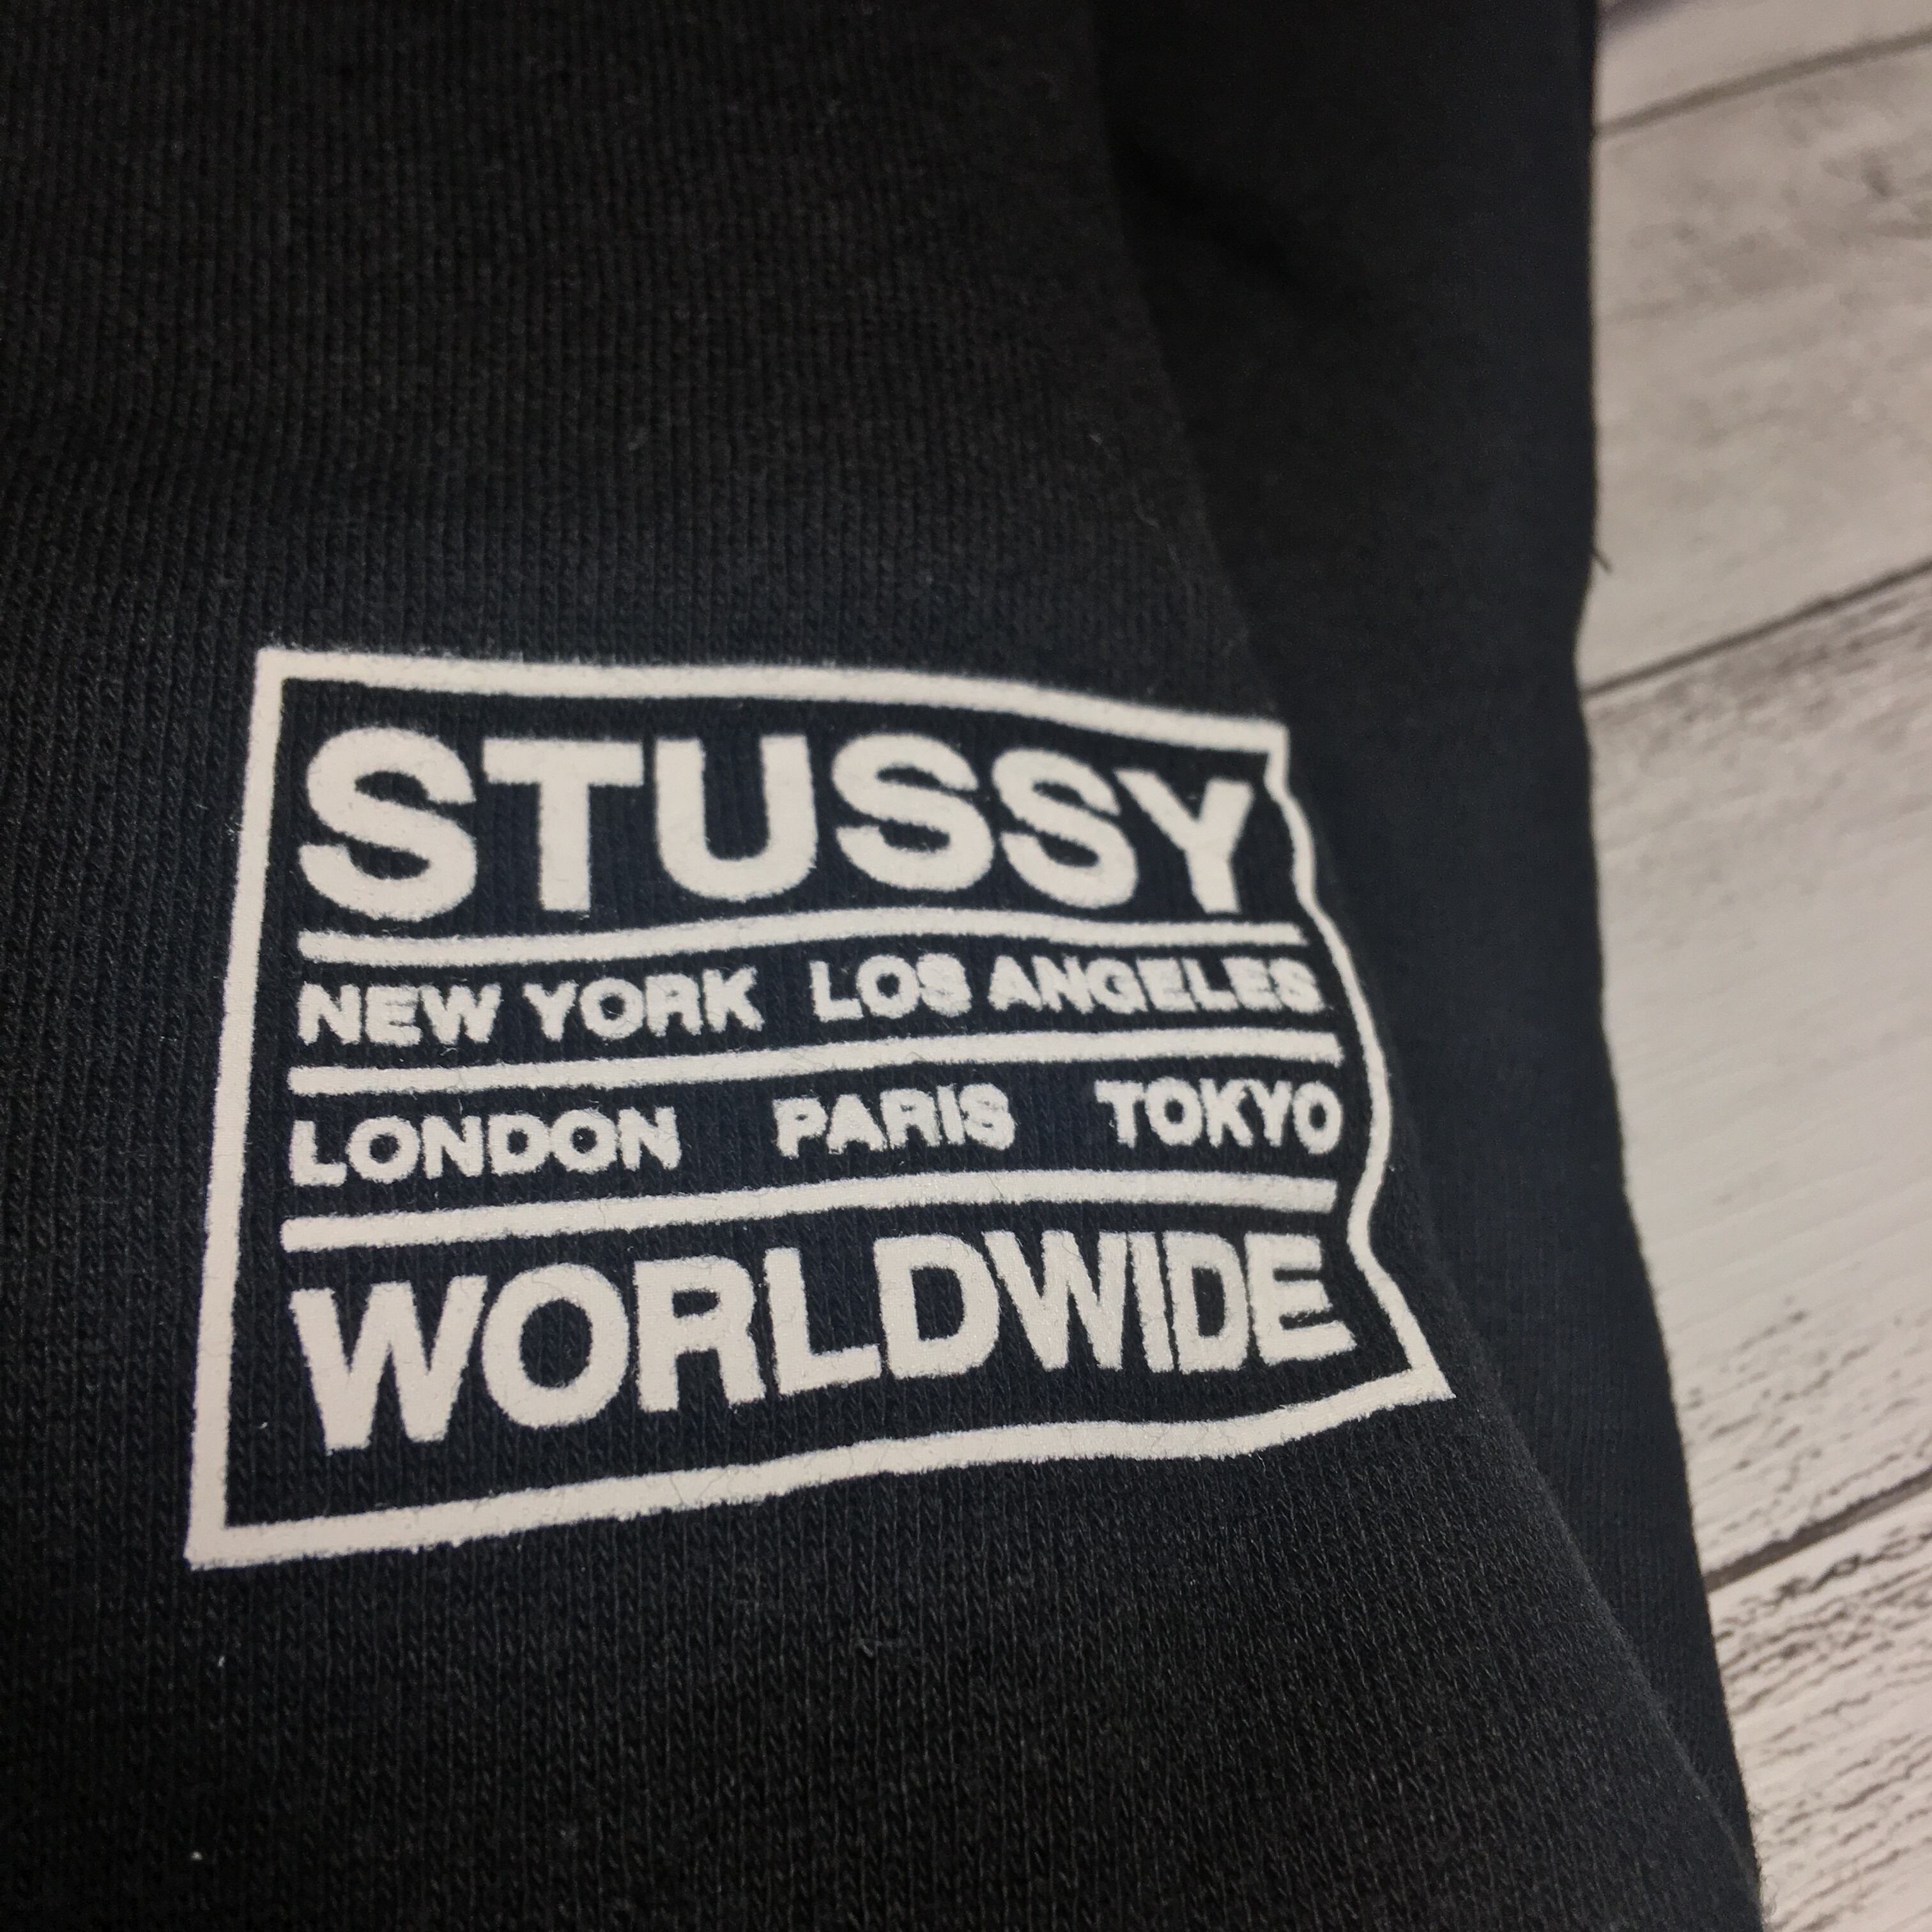 STUSSY
NEW YORK LOS ANGELES
LONDON PARIS TOKYO
WORLDWIDE